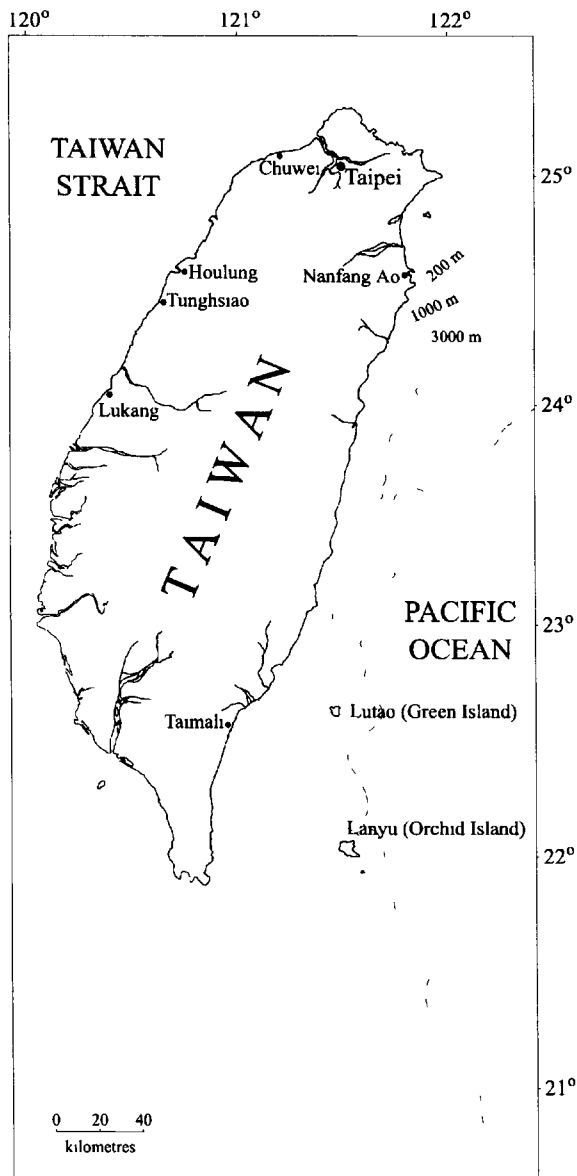 120° 121° 122°
TAIWAN
STRAIT
Chuwei
Taipei
25°
Houlung
Nanfang Ao
200 m
Tunghsiao
1000 m
3000 m
24°
Lukang
TAIWAN
PACIFIC
OCEAN
23°
Taimali
Lutao (Green Island)
Lanyu (Orchid Island)
22°
21°
0 20 40
kilometres